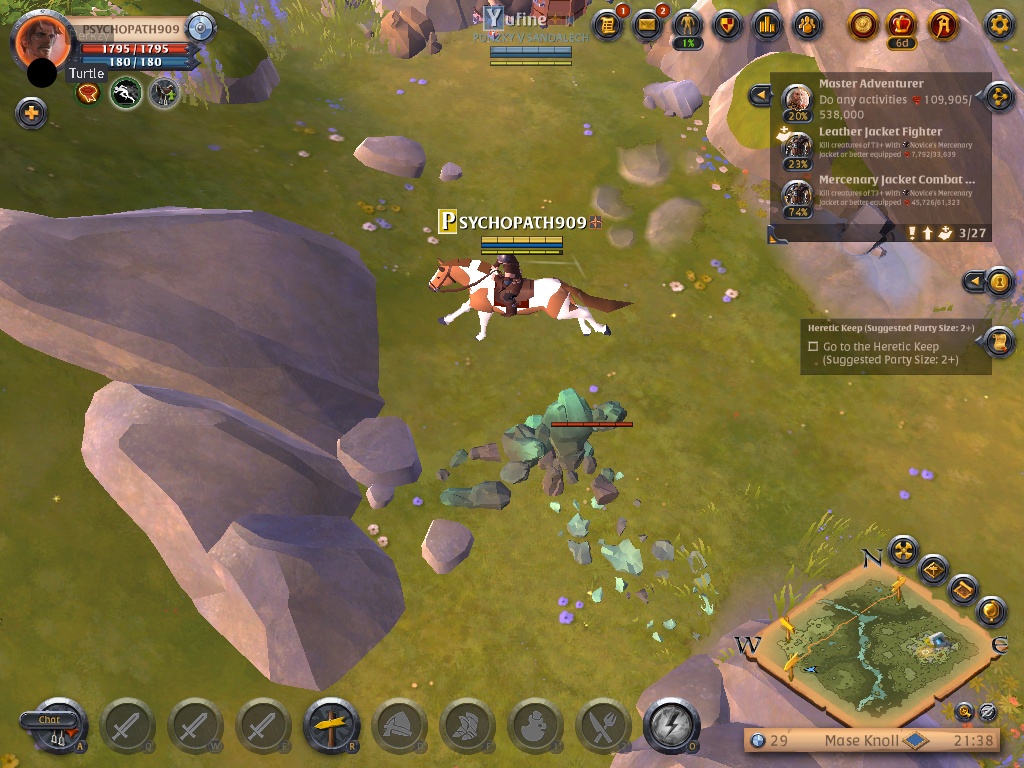 PSYCHOPATH909
1795 / 1795
180 / 180
Turtle
Yufine
POCZKY V SANDALECH
1
2
1%
6d
Master Adventurer
Do any activities 109,905/
538,000
20%
Leather Jacket Fighter
Kill creatures of T3+ with Novice's Mercenary
Jacket or better equipped 7,792/33,639
23%
Mercenary Jacket Combat ...
Kill creatures of T3+ with Novice's Mercenary
Jacket or better equipped 45,726/61,323
74%
3/27
PSYCHOPATH909
Heretic Keep (Suggested Party Size: 2+)
Go to the Heretic Keep
(Suggested Party Size: 2+)
N
W
E
Chat
A
Q
W
E
R
D
F
O
29
Mase Knoll
21:38